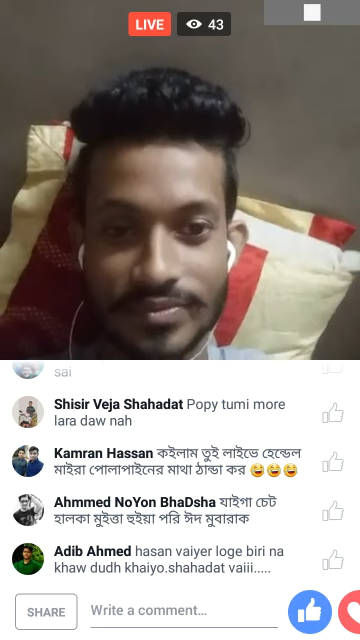 LIVE 43
sai
Shisir Veja Shahadat Popy tumi more
lara daw nah
Kamran Hassan কইলাম তুই লাইভে হেন্ডেল
মাইরা পোলাপাইনের মাথা ঠান্ডা কর 😂😂😂
Ahmmed NoYon BhaDsha যাইগা চেট
হালকা মুইত্তা হুইয়া পরি ঈদ মুবারাক
Adib Ahmed hasan vaiyer loge biri na
khaw dudh khaiyo.shahadat vaiii.....
SHARE Write a comment...